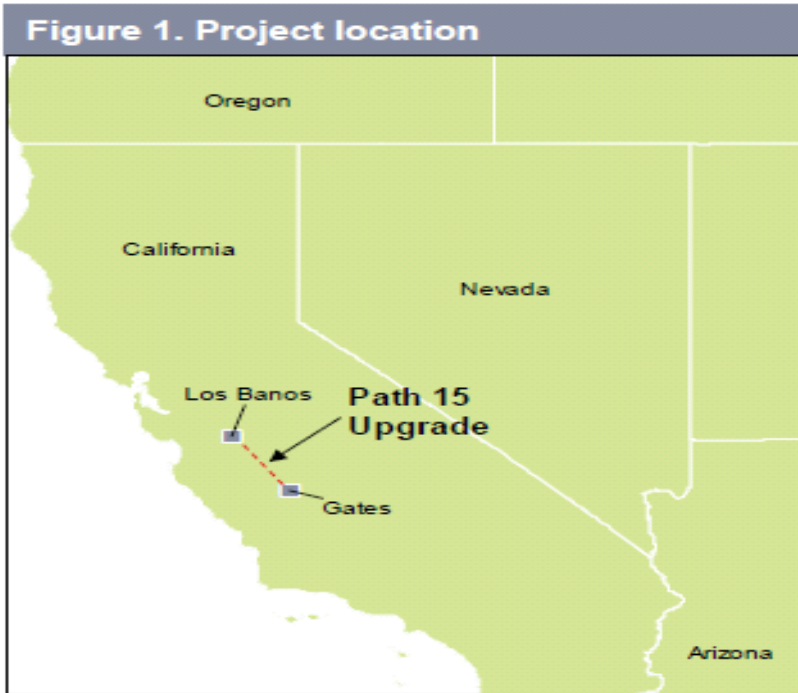 Figure 1. Project location
Oregon
California
Nevada
Los Banos
Path 15
Upgrade
Gates
Arizona